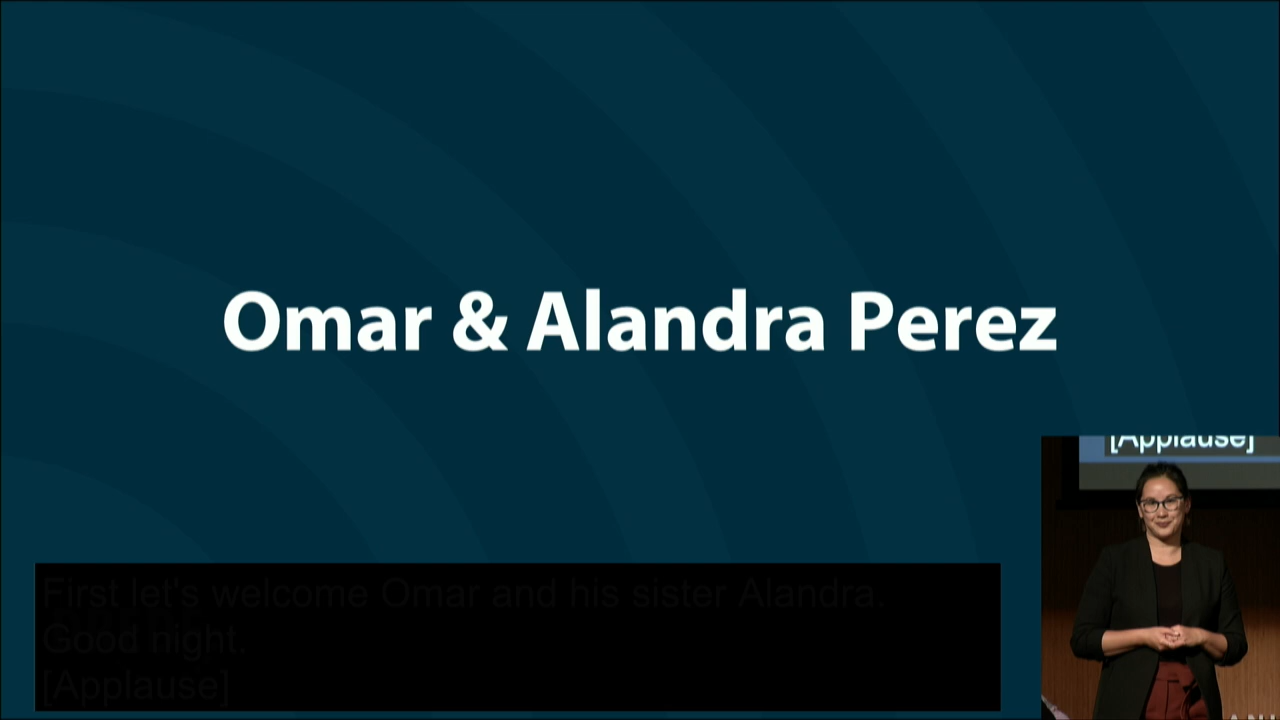 Omar & Alandra Perez
[Applause]
First let's welcome Omar and his sister Alandra.
Good night.
[Applause]